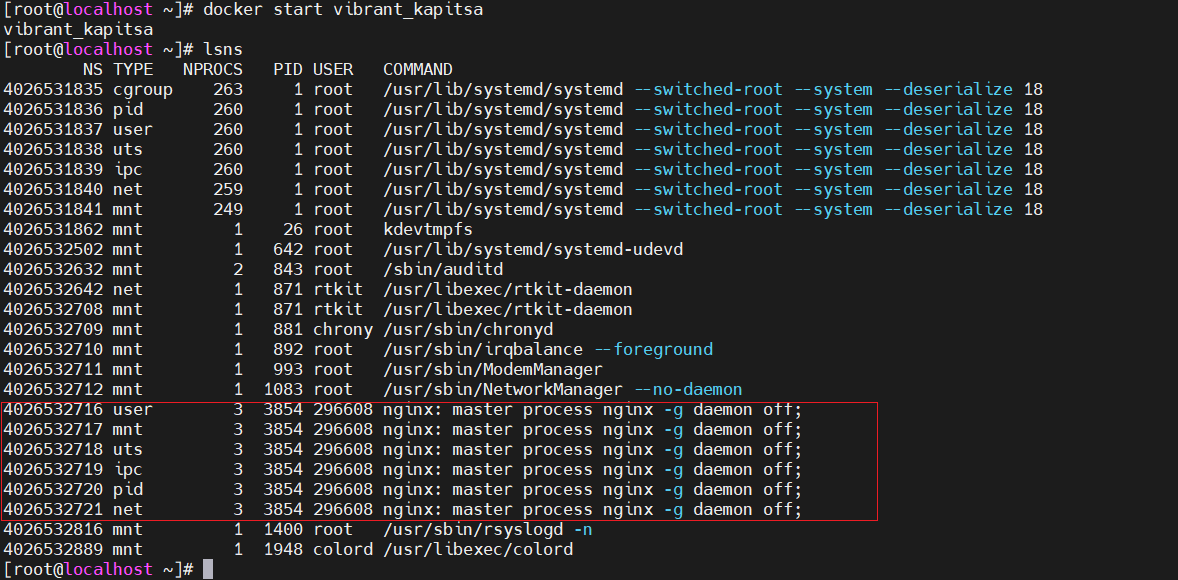 [root@localhost ~]# docker start vibrant_kapitsa
vibrant_kapitsa
[root@localhost ~]# lsns
        NS TYPE   NPROCS   PID USER   COMMAND
4026531835 cgroup    263     1 root   /usr/lib/systemd/systemd --switched-root --system --deserialize 18
4026531836 pid       260     1 root   /usr/lib/systemd/systemd --switched-root --system --deserialize 18
4026531837 user      260     1 root   /usr/lib/systemd/systemd --switched-root --system --deserialize 18
4026531838 uts       260     1 root   /usr/lib/systemd/systemd --switched-root --system --deserialize 18
4026531839 ipc       260     1 root   /usr/lib/systemd/systemd --switched-root --system --deserialize 18
4026531840 net       259     1 root   /usr/lib/systemd/systemd --switched-root --system --deserialize 18
4026531841 mnt       249     1 root   /usr/lib/systemd/systemd --switched-root --system --deserialize 18
4026531862 mnt         1    26 root   kdevtmpfs
4026532502 mnt         1   642 root   /usr/lib/systemd/systemd-udevd
4026532632 mnt         2   843 root   /sbin/auditd
4026532642 net         1   871 rtkit  /usr/libexec/rtkit-daemon
4026532708 mnt         1   871 rtkit  /usr/libexec/rtkit-daemon
4026532709 mnt         1   881 chrony /usr/sbin/chronyd
4026532710 mnt         1   892 root   /usr/sbin/irqbalance --foreground
4026532711 mnt         1   993 root   /usr/sbin/ModemManager
4026532712 mnt         1  1083 root   /usr/sbin/NetworkManager --no-daemon
4026532716 user        3  3854 296608 nginx: master process nginx -g daemon off;
4026532717 mnt         3  3854 296608 nginx: master process nginx -g daemon off;
4026532718 uts         3  3854 296608 nginx: master process nginx -g daemon off;
4026532719 ipc         3  3854 296608 nginx: master process nginx -g daemon off;
4026532720 pid         3  3854 296608 nginx: master process nginx -g daemon off;
4026532721 net         3  3854 296608 nginx: master process nginx -g daemon off;
4026532816 mnt         1  1400 root   /usr/sbin/rsyslogd -n
4026532889 mnt         1  1948 colord /usr/libexec/colord
[root@localhost ~]#